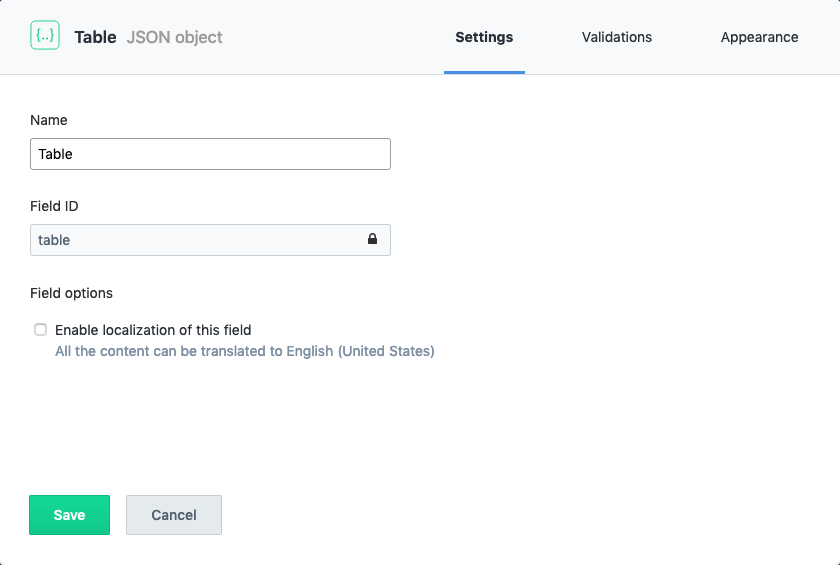 {..} Table JSON object Settings Validations Appearance
Name
Table
Field ID
table
Field options
Enable localization of this field
All the content can be translated to English (United States)
Save Cancel